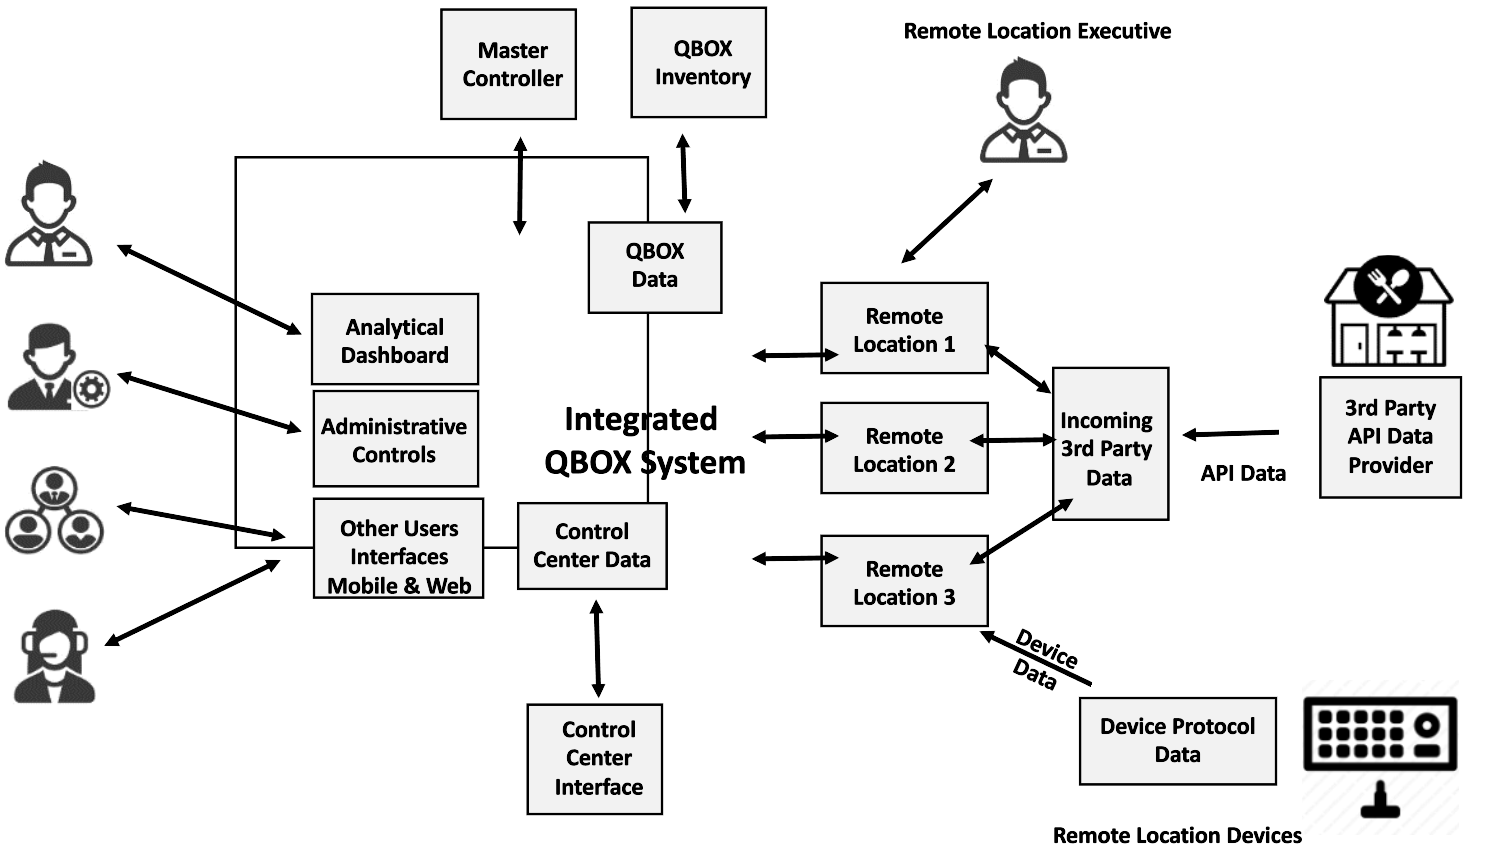 Master
Controller
QBOX
Inventory
Remote Location Executive
QBOX
Data
Analytical
Dashboard
Administrative
Controls
Other Users
Interfaces
Mobile & Web
Integrated
QBOX System
Control
Center Data
Control
Center
Interface
Remote
Location 1
Remote
Location 2
Remote
Location 3
Incoming
3rd Party
Data
API Data
3rd Party
API Data
Provider
Device
Data
Device Protocol
Data
Remote Location Devices